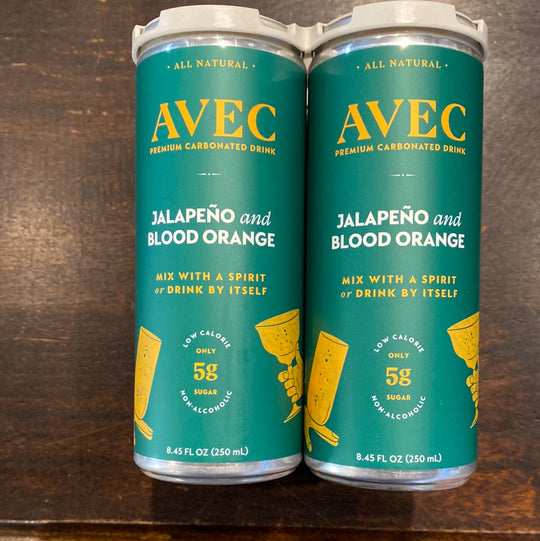 · ALL NATURAL ·
AVEC
PREMIUM CARBONATED DRINK
JALAPEÑO and
BLOOD ORANGE
MIX WITH A SPIRIT
or DRINK BY ITSELF
LOW CALORIE
ONLY
5g
SUGAR
NON-ALCOHOLIC
8.45 FL OZ (250 mL)
· ALL NATURAL ·
AVEC
PREMIUM CARBONATED DRINK
JALAPEÑO and
BLOOD ORANGE
MIX WITH A SPIRIT
or DRINK BY ITSELF
LOW CALORIE
ONLY
5g
SUGAR
NON-ALCOHOLIC
8.45 FL OZ (250 mL)